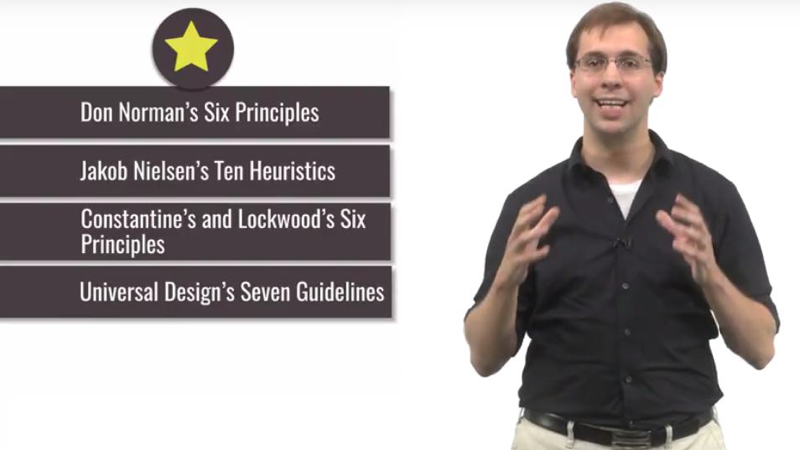 Don Norman's Six Principles
Jakob Nielsen's Ten Heuristics
Constantine's and Lockwood's Six
Principles
Universal Design's Seven Guidelines